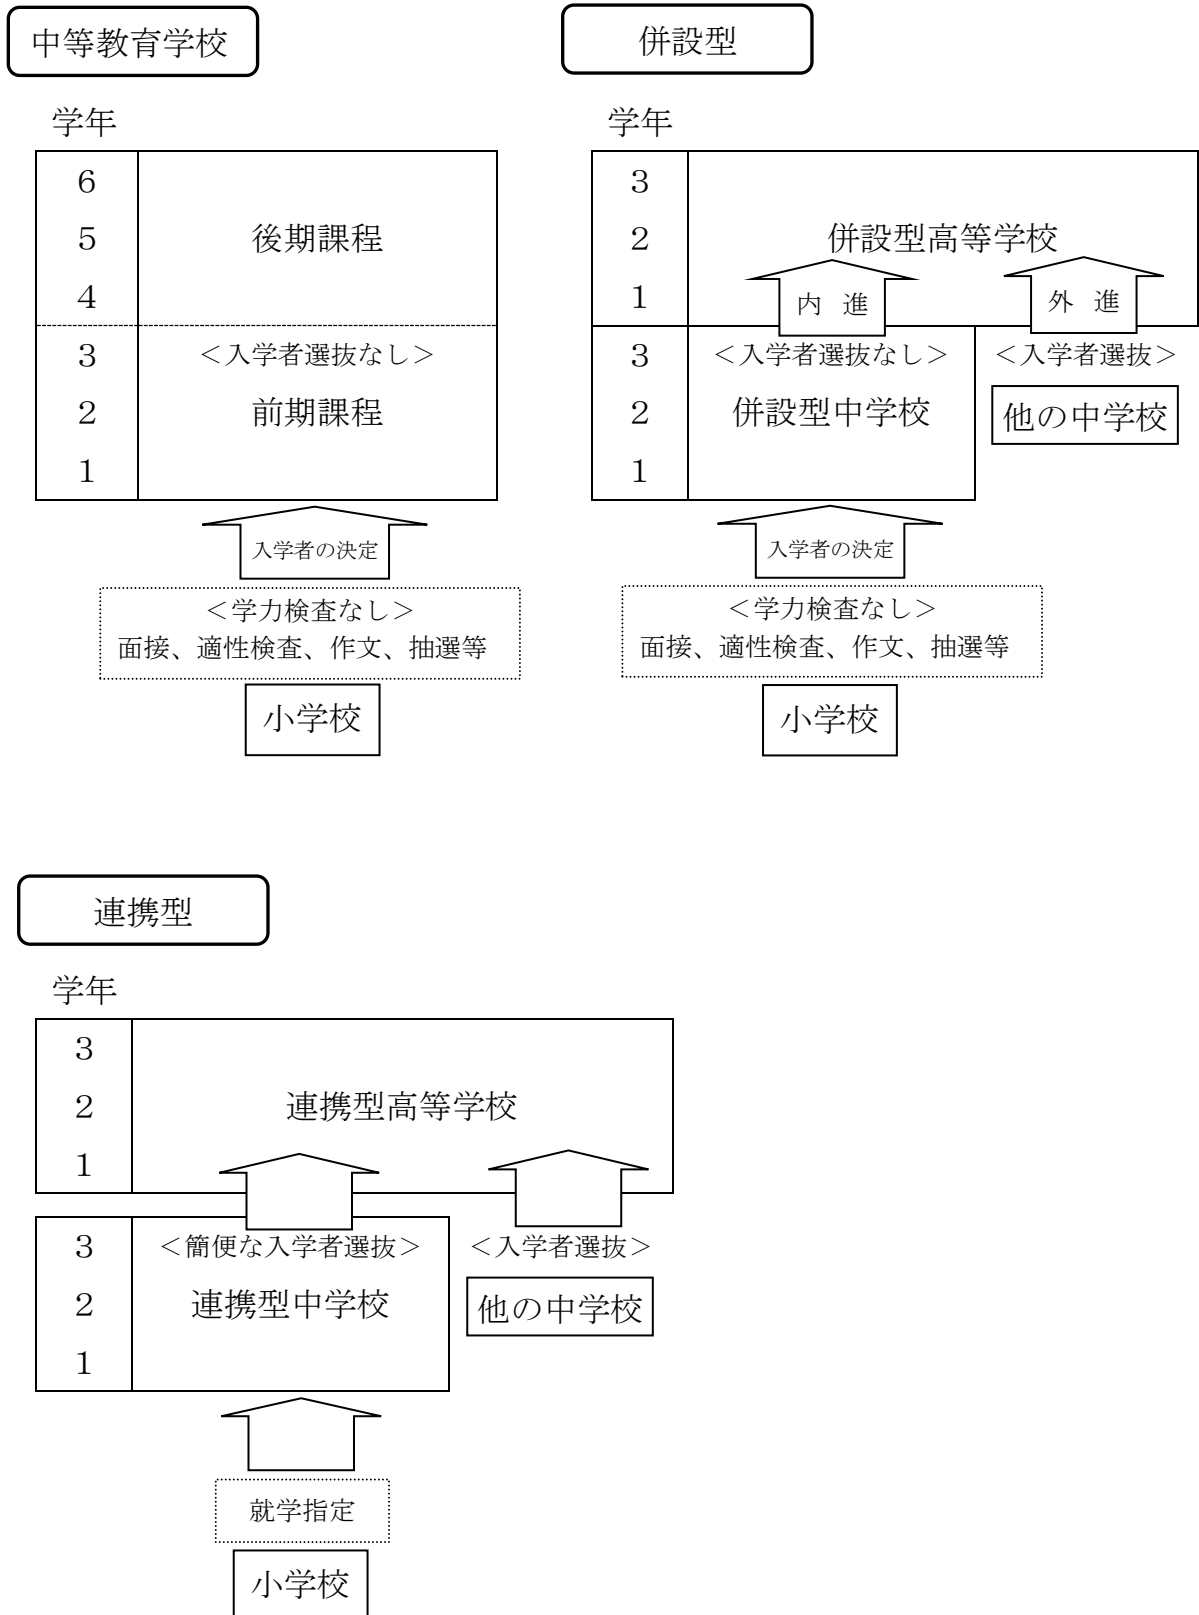 中等教育学校
学年
6
5
後期課程
4
3
＜入学者選抜なし＞
2
前期課程
1
入学者の決定
＜学力検査なし＞
面接、適性検査、作文、抽選等
小学校
併設型
学年
3
2
併設型高等学校
1
内 進
外 進
3
＜入学者選抜なし＞
＜入学者選抜＞
2
併設型中学校
他の中学校
1
入学者の決定
＜学力検査なし＞
面接、適性検査、作文、抽選等
小学校
連携型
学年
3
2
連携型高等学校
1
3
＜簡便な入学者選抜＞
＜入学者選抜＞
2
連携型中学校
他の中学校
1
就学指定
小学校